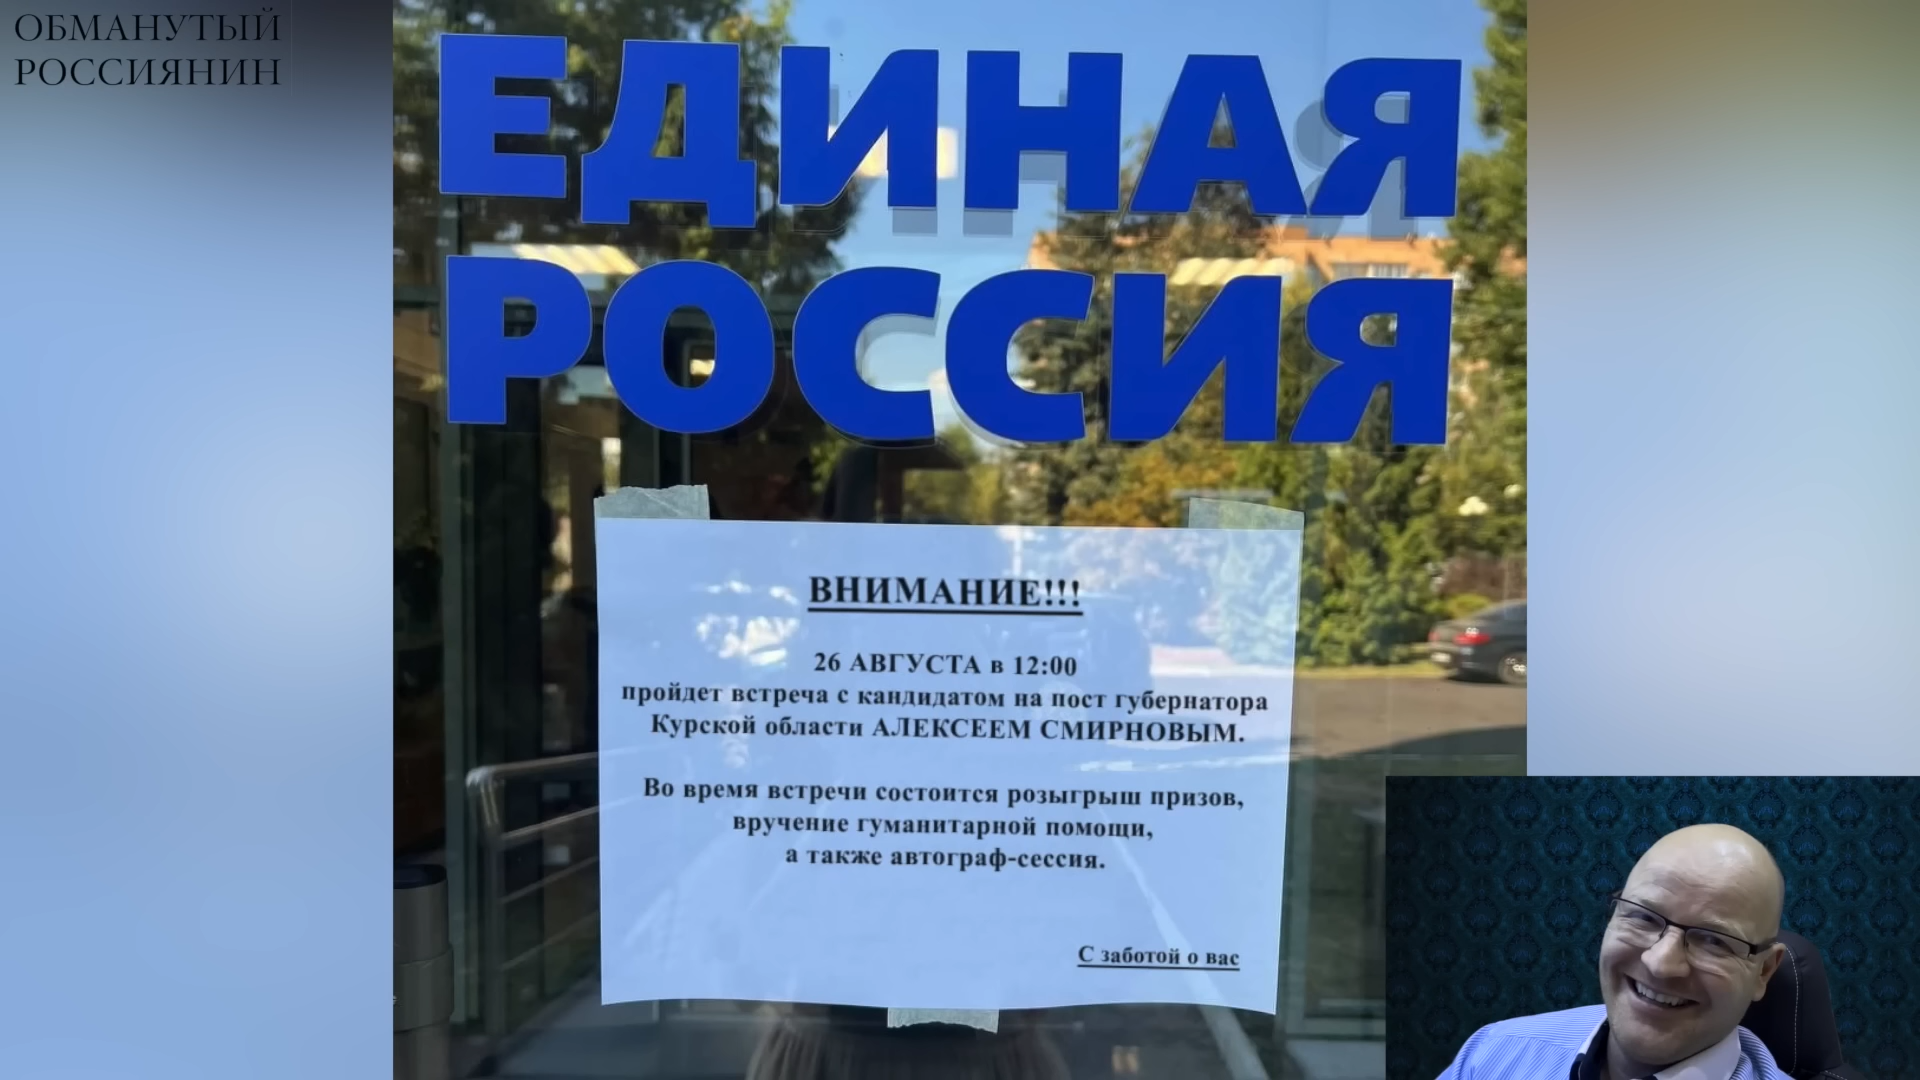 ОБМАНУТЫЙ
РОССИЯНИН
ЕДИНАЯ
РОССИЯ
ВНИМАНИЕ!!!
26 АВГУСТА в 12:00
пройдет встреча с кандидатом на пост губернатора
Курской области АЛЕКСЕЕМ СМИРНОВЫМ.
Во время встречи состоится розыгрыш призов,
вручение гуманитарной помощи,
а также автограф-сессия.
С заботой о вас